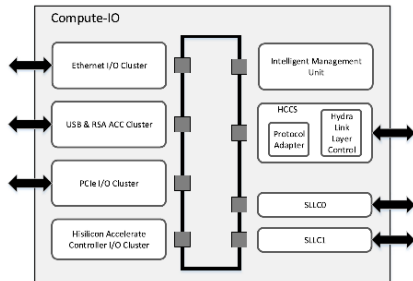 Compute-IO
Ethernet I/O Cluster
USB & RSA ACC Cluster
PCIe I/O Cluster
Hisilicon Accelerate
Controller I/O Cluster
Intelligent Management
Unit
HCCS
Protocol
Adapter
Hydra
Link
Layer
Control
SLLC0
SLLC1